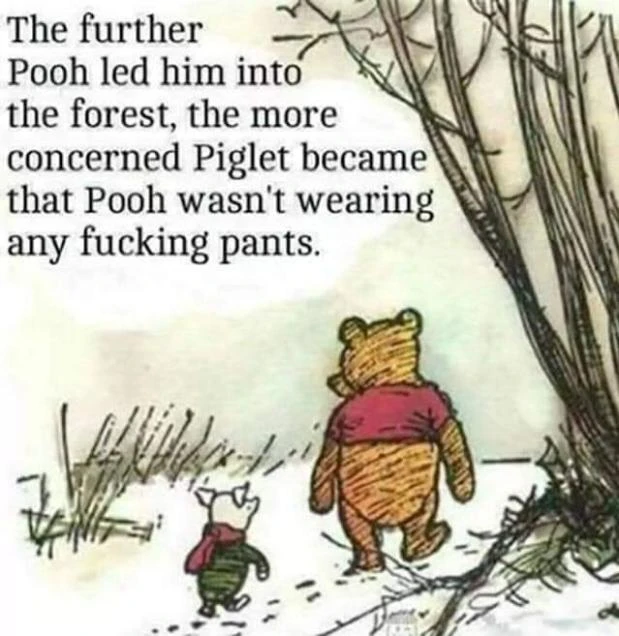 The further
Pooh led him into
the forest, the more
concerned Piglet became
that Pooh wasn't wearing
any fucking pants.